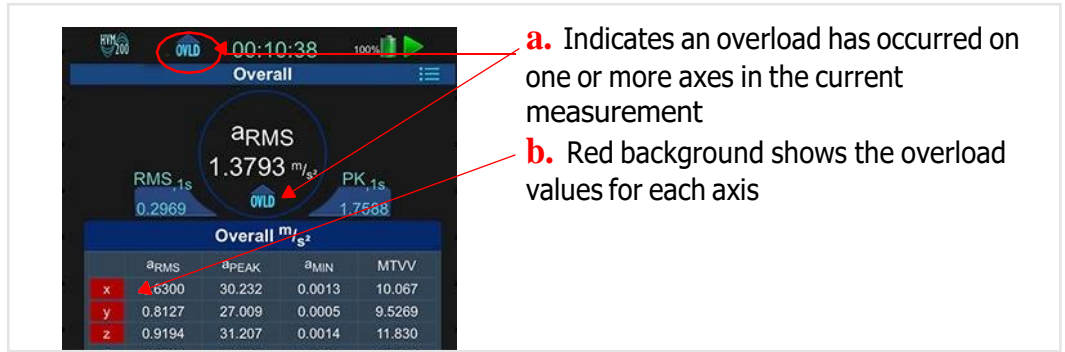 HVM
200
OVLD
00:10:38
100%
Overall
aRMS
1.3793 m/s²
OVLD
RMS,1s
0.2969
PK,1s
1.7588
Overall m/s²
aRMS aPEAK aMIN MTVV
x .6300 30.232 0.0013 10.067
y 0.8127 27.009 0.0005 9.5269
z 0.9194 31.207 0.0014 11.830
a. Indicates an overload has occurred on
one or more axes in the current
measurement
b. Red background shows the overload
values for each axis